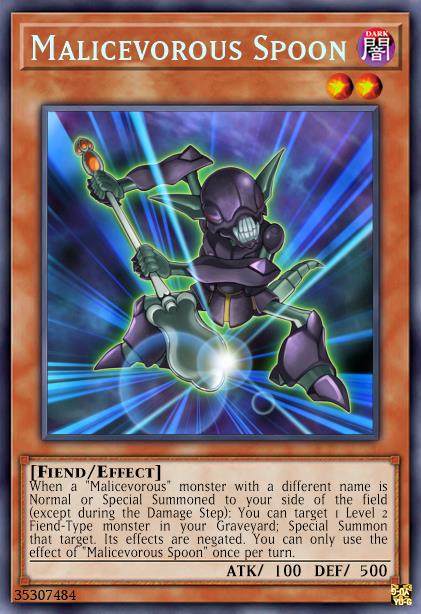 Malicevorous Spoon
DARK
闇
[Fiend/Effect]
When a "Malicevorous" monster with a different name is
Normal or Special Summoned to your side of the field
(except during the Damage Step): You can target 1 Level 2
Fiend-Type monster in your Graveyard; Special Summon
that target. Its effects are negated. You can only use the
effect of "Malicevorous Spoon" once per turn.
ATK/ 100 DEF/ 500
35307484